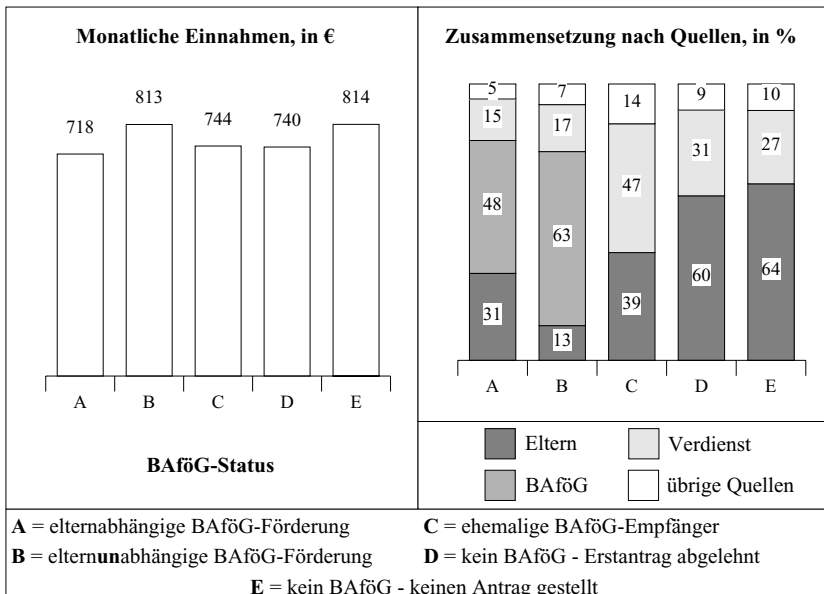 Monatliche Einnahmen, in €
718
813
744
740
814
A B C D E
BAföG-Status
Zusammensetzung nach Quellen, in %
5 7 14 9 10
15 17 47 31 27
48 63
31 13 39 60 64
A B C D E
Eltern Verdienst
BAföG übrige Quellen
A = elternabhängige BAföG-Förderung C = ehemalige BAföG-Empfänger
B = elternunabhängige BAföG-Förderung D = kein BAföG - Erstantrag abgelehnt
E = kein BAföG - keinen Antrag gestellt